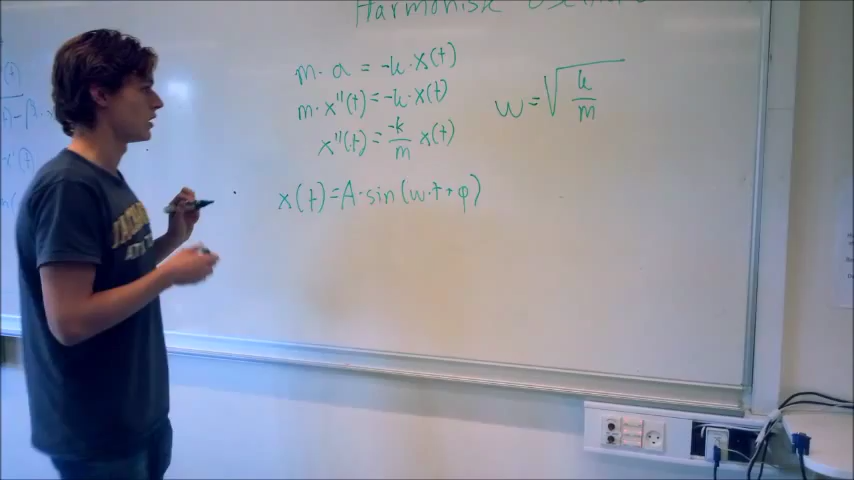 Harmonisk
m· a = -k·x(t)
m·x''(t)=-k·x(t)
x''(t)= -k/m x(t)
x(t)=A·sin(w·t+φ)
w=√k/m